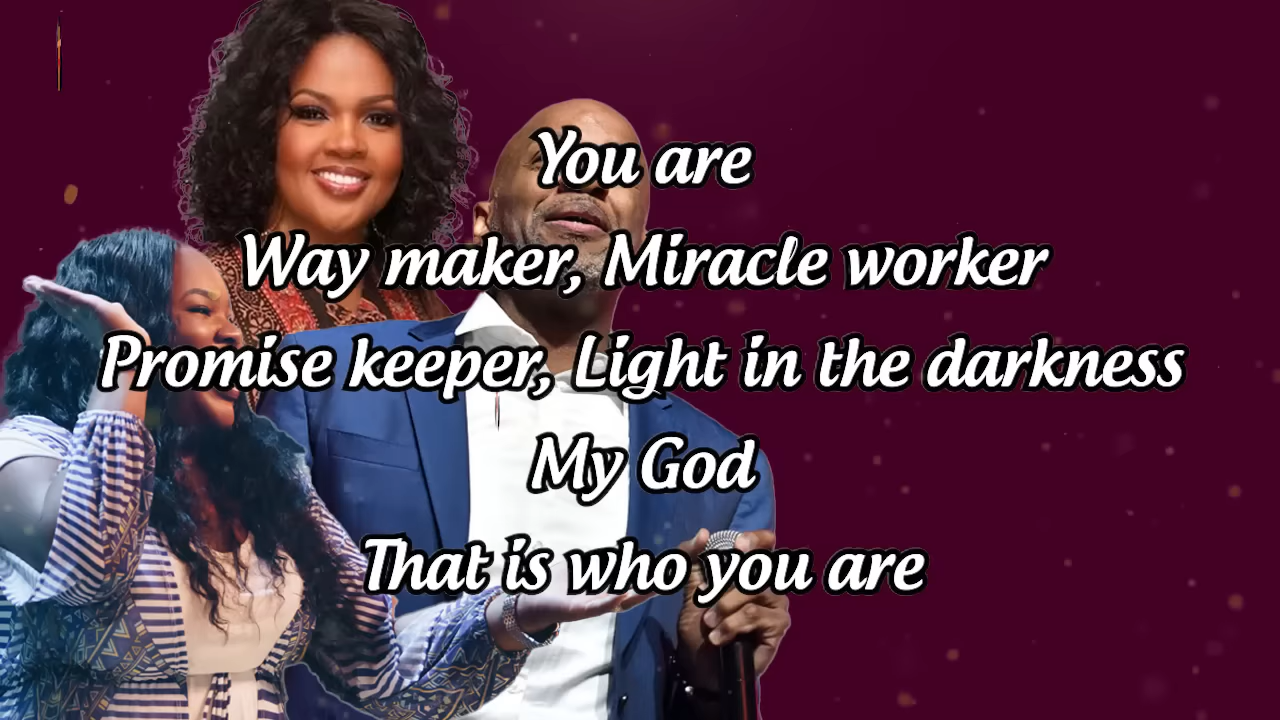 You are
Way maker, Miracle worker
Promise keeper, Light in the darkness
My God
That is who you are